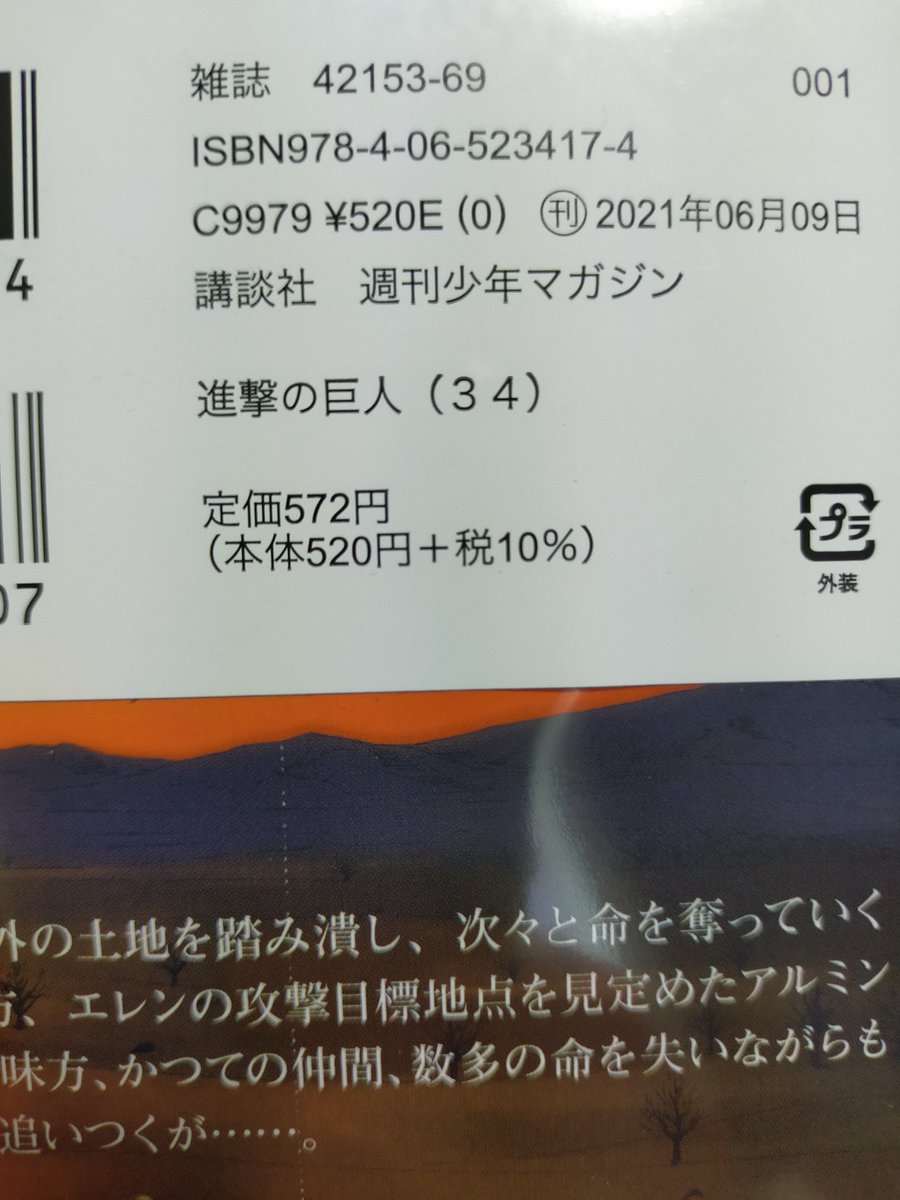 雑誌　42153-69　001
ISBN978-4-06-523417-4
C9979 ¥520E (0)　㊗刊 2021年06月09日
4
講談社　週刊少年マガジン
進撃の巨人（３４）
定価572円
（本体520円＋税10％）
プラ
外装
07
外の土地を踏み潰し、次々と命を奪っていく
方、エレンの攻撃目標地点を見定めたアルミン
味方、かつての仲間、数多の命を失いながらも
追いつくが……。